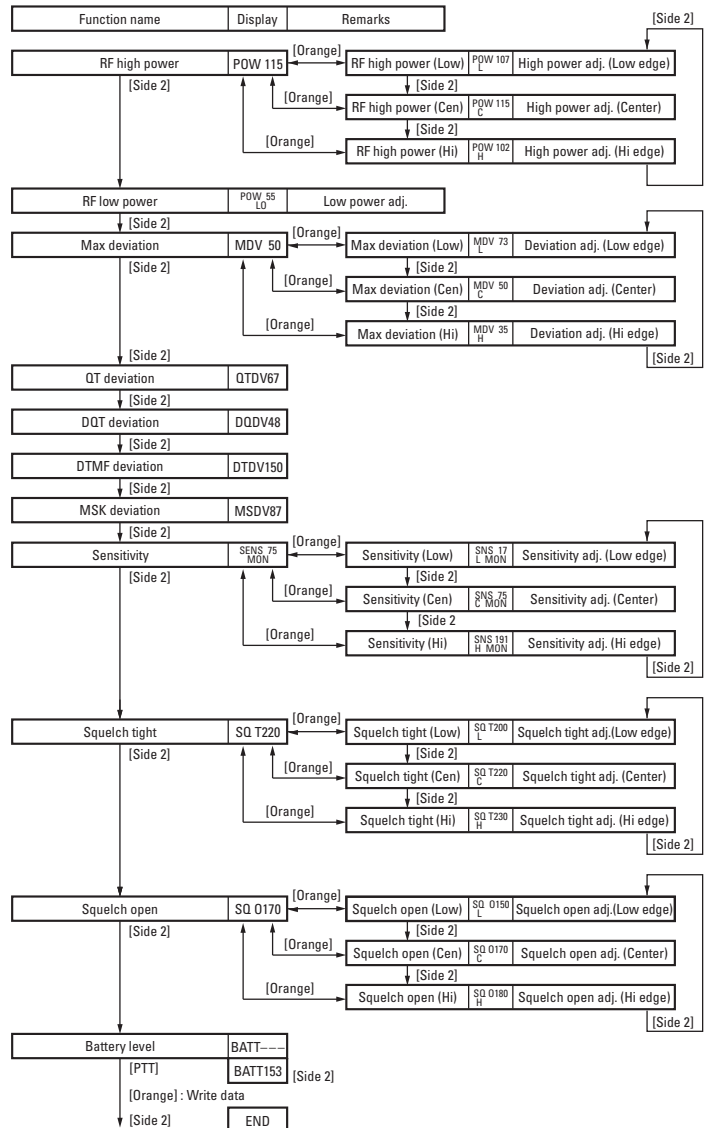 Function name Display Remarks
[Side 2]
RF high power POW 115 [Orange] RF high power (Low) POW 107 L High power adj. (Low edge)
[Side 2] [Side 2]
[Orange] RF high power (Cen) POW 115 C High power adj. (Center)
[Side 2]
[Orange] RF high power (Hi) POW 102 H High power adj. (Hi edge)
RF low power POW 55 LO Low power adj.
[Side 2]
Max deviation MDV 50 [Orange] Max deviation (Low) MDV 73 L Deviation adj. (Low edge)
[Side 2] [Side 2]
[Orange] Max deviation (Cen) MDV 50 C Deviation adj. (Center)
[Side 2]
[Orange] Max deviation (Hi) MDV 35 H Deviation adj. (Hi edge)
[Side 2] [Side 2]
QT deviation QTDV67
[Side 2]
DQT deviation DQDV48
[Side 2]
DTMF deviation DTDV150
[Side 2]
MSK deviation MSDV87
[Side 2]
Sensitivity SENS 75 MON [Orange] Sensitivity (Low) SNS 17 L MON Sensitivity adj. (Low edge)
[Side 2] [Side 2]
[Orange] Sensitivity (Cen) SNS 75 C MON Sensitivity adj. (Center)
[Side 2
[Orange] Sensitivity (Hi) SNS 191 H MON Sensitivity adj. (Hi edge)
[Side 2]
Squelch tight SQ T220 [Orange] Squelch tight (Low) SQ T200 L Squelch tight adj.(Low edge)
[Side 2] [Side 2]
[Orange] Squelch tight (Cen) SQ T220 C Squelch tight adj. (Center)
[Side 2]
[Orange] Squelch tight (Hi) SQ T230 H Squelch tight adj. (Hi edge)
[Side 2]
Squelch open SQ O170 [Orange] Squelch open (Low) SQ O150 L Squelch open adj.(Low edge)
[Side 2] [Side 2]
[Orange] Squelch open (Cen) SQ O170 C Squelch open adj. (Center)
[Side 2]
[Orange] Squelch open (Hi) SQ O180 H Squelch open adj. (Hi edge)
[Side 2]
Battery level BATT−−−
[PTT] BATT153 [Side 2]
[Orange] : Write data
[Side 2] END